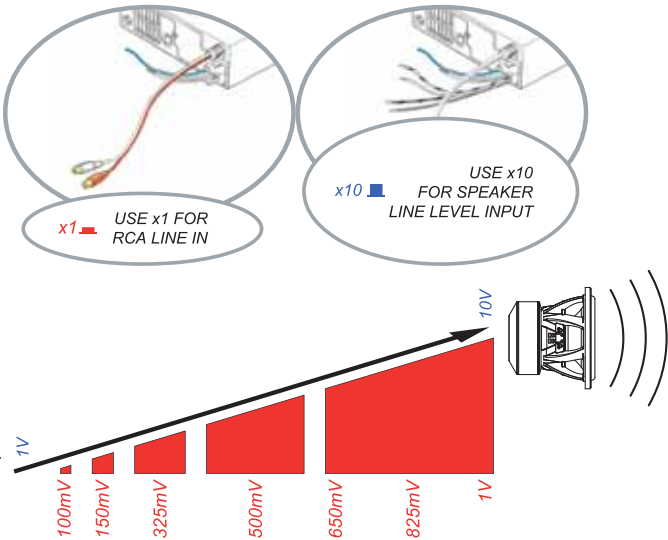 x1
USE x1 FOR
RCA LINE IN
x10
USE x10
FOR SPEAKER
LINE LEVEL INPUT
10V
1V
100mV
150mV
325mV
500mV
650mV
825mV
1V